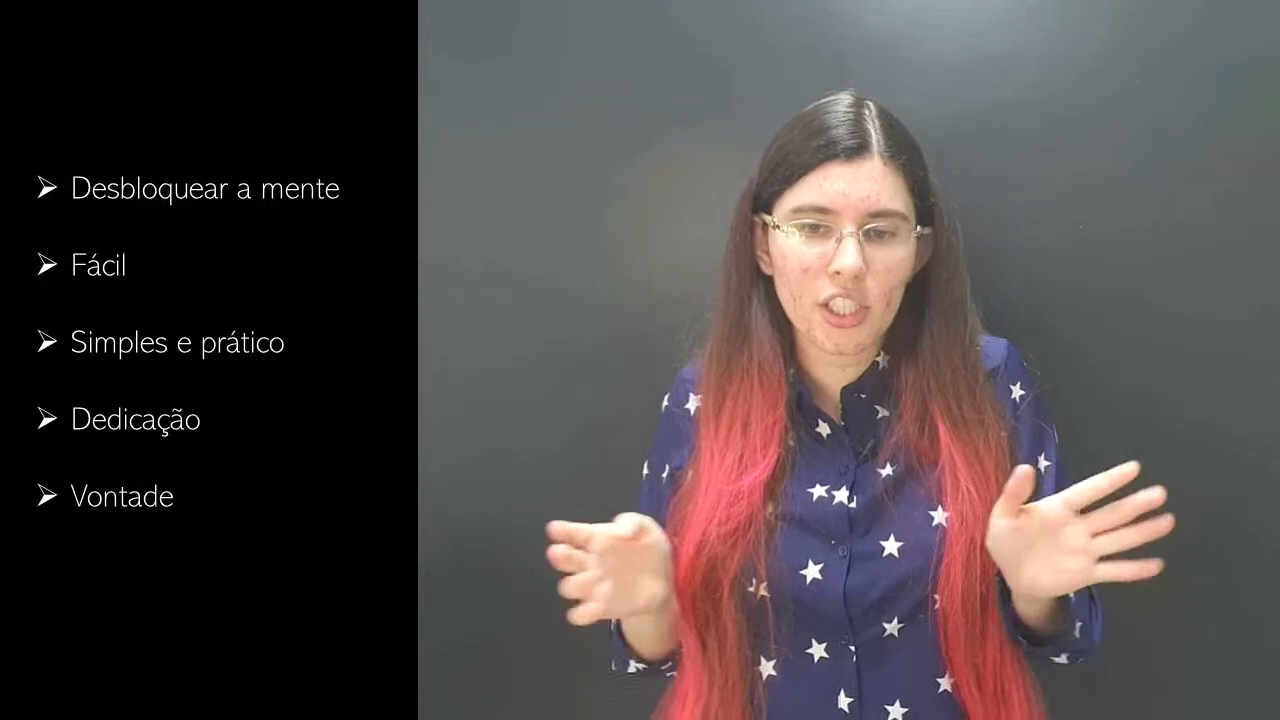 Desbloquear a mente
Fácil
Simples e prático
Dedicação
Vontade